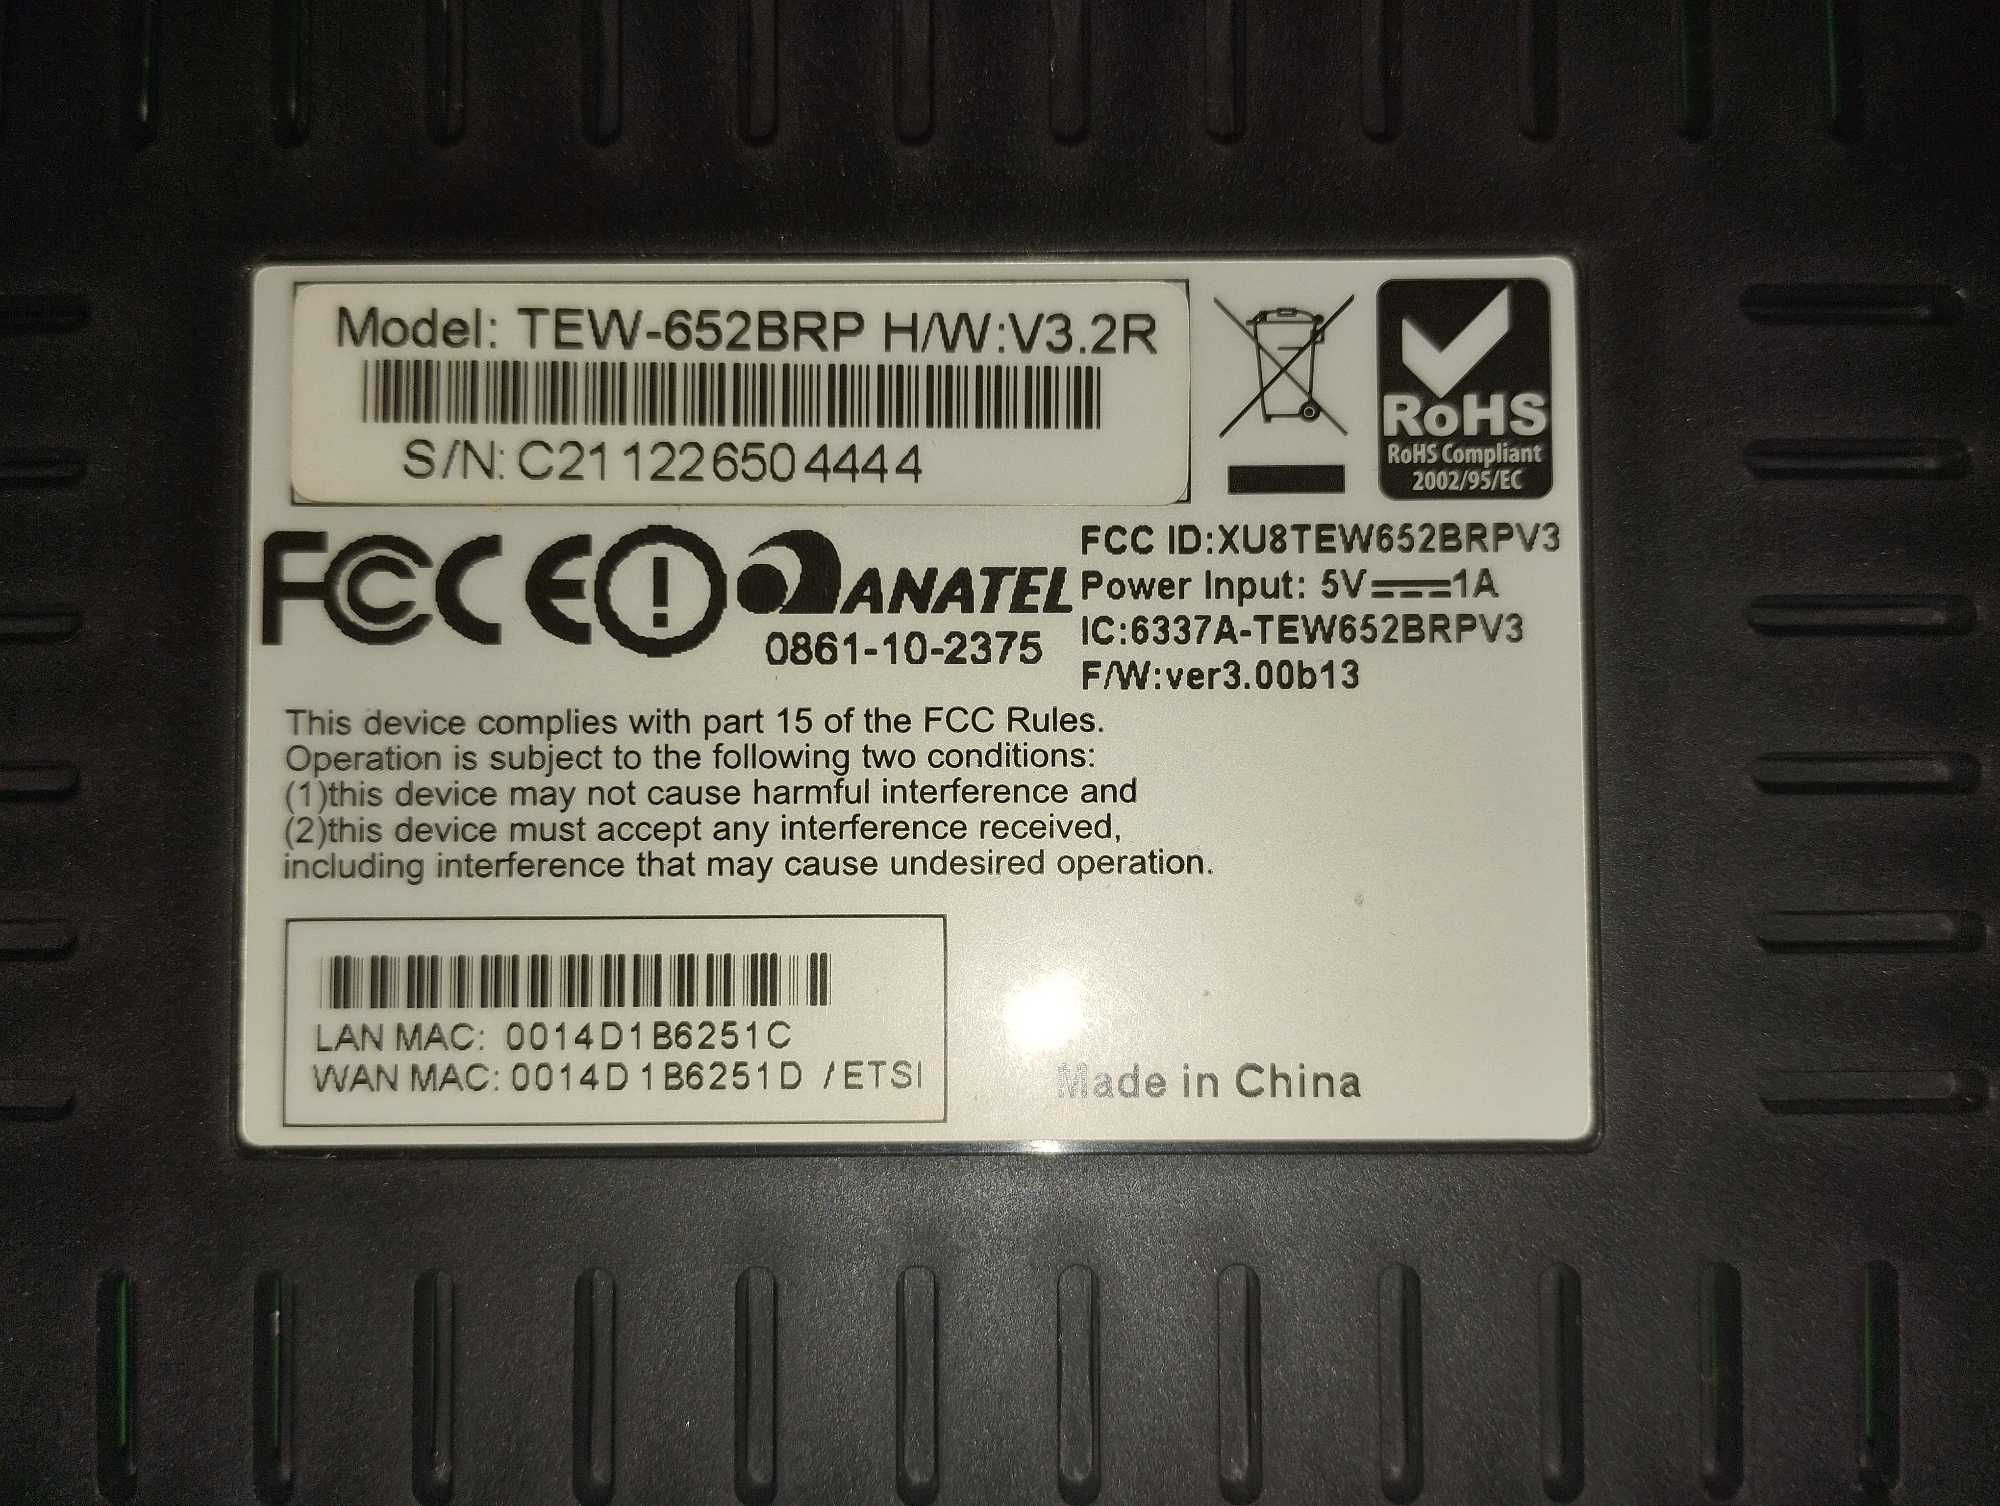 Model: TEW-652BRP H/W:V3.2R
S/N: C211226504444
RoHS
RoHS Compliant
2002/95/EC
FCC CE ANATEL
0861-10-2375
FCC ID:XU8TEW652BRPV3
Power Input: 5V⎓1A
IC:6337A-TEW652BRPV3
F/W:ver3.00b13
This device complies with part 15 of the FCC Rules.
Operation is subject to the following two conditions:
(1)this device may not cause harmful interference and
(2)this device must accept any interference received,
including interference that may cause undesired operation.
LAN MAC: 0014D1B6251C
WAN MAC: 0014D1B6251D /ETSI
Made in China